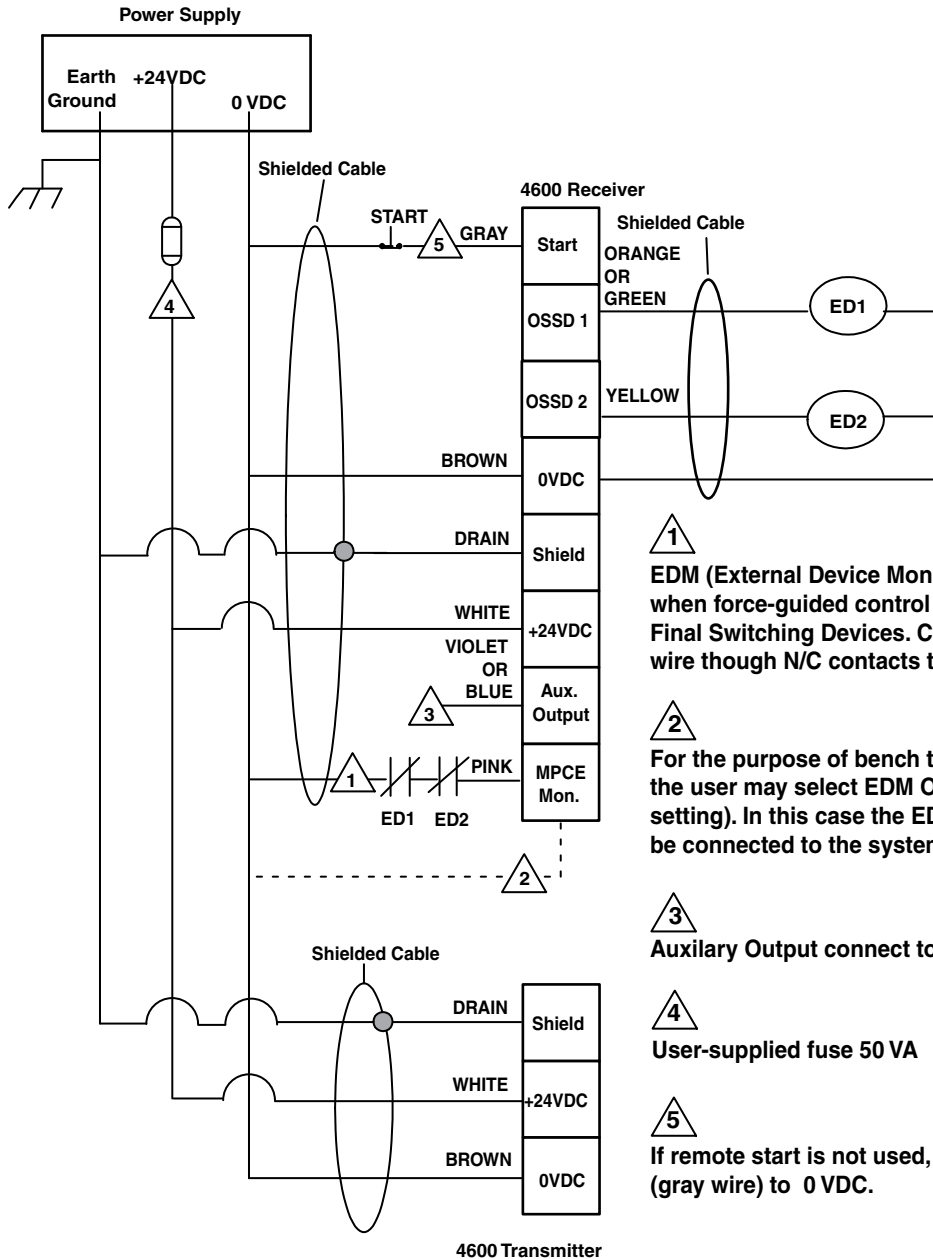 Power Supply
Earth Ground
+24VDC
0 VDC
Shielded Cable
4600 Receiver
START
5
GRAY
Start
Shielded Cable
ORANGE
OR
GREEN
4
OSSD 1
ED1
OSSD 2
YELLOW
ED2
BROWN
0VDC
DRAIN
Shield
WHITE
+24VDC
VIOLET
OR
BLUE
3
Aux.
Output
1
PINK
MPCE
Mon.
ED1 ED2
2
1
EDM (External Device Mon
when force-guided control
Final Switching Devices. C
wire though N/C contacts t
2
For the purpose of bench t
the user may select EDM O
setting). In this case the ED
be connected to the system
3
Auxilary Output connect to
4
User-supplied fuse 50 VA
5
If remote start is not used,
(gray wire) to 0 VDC.
Shielded Cable
DRAIN
Shield
WHITE
+24VDC
BROWN
0VDC
4600 Transmitter